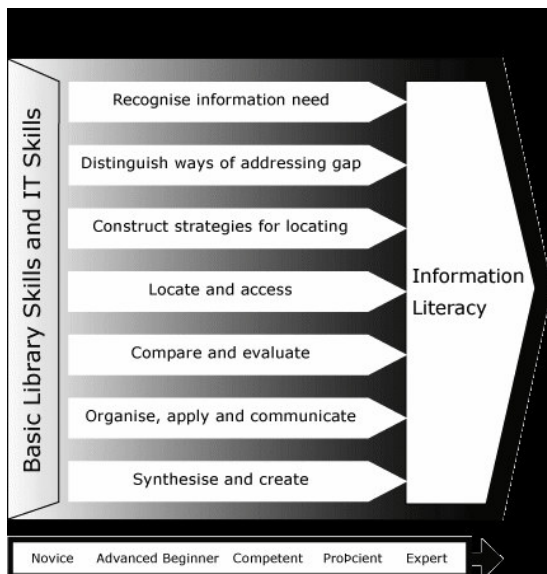 Basic Library Skills and IT Skills
Recognise information need
Distinguish ways of addressing gap
Construct strategies for locating
Locate and access
Compare and evaluate
Organise, apply and communicate
Synthesise and create
Information
Literacy
Novice Advanced Beginner Competent ProÞcient Expert